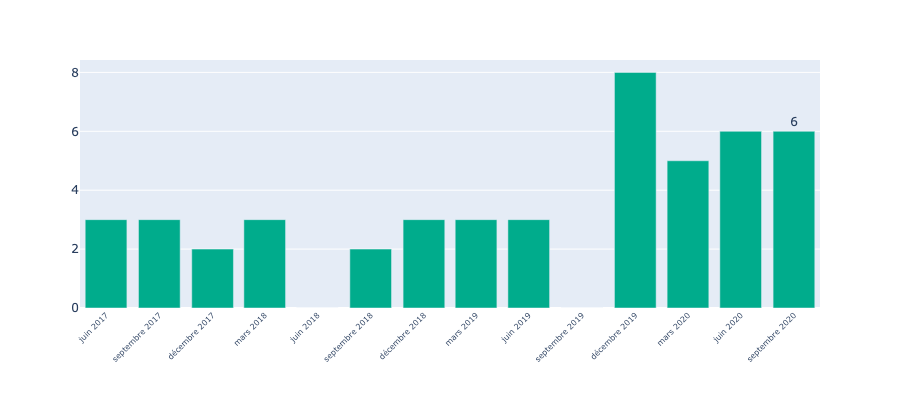 8
6
6
4
2
0
juin 2017
septembre 2017
décembre 2017
mars 2018
juin 2018
septembre 2018
décembre 2018
mars 2019
juin 2019
septembre 2019
décembre 2019
mars 2020
juin 2020
septembre 2020